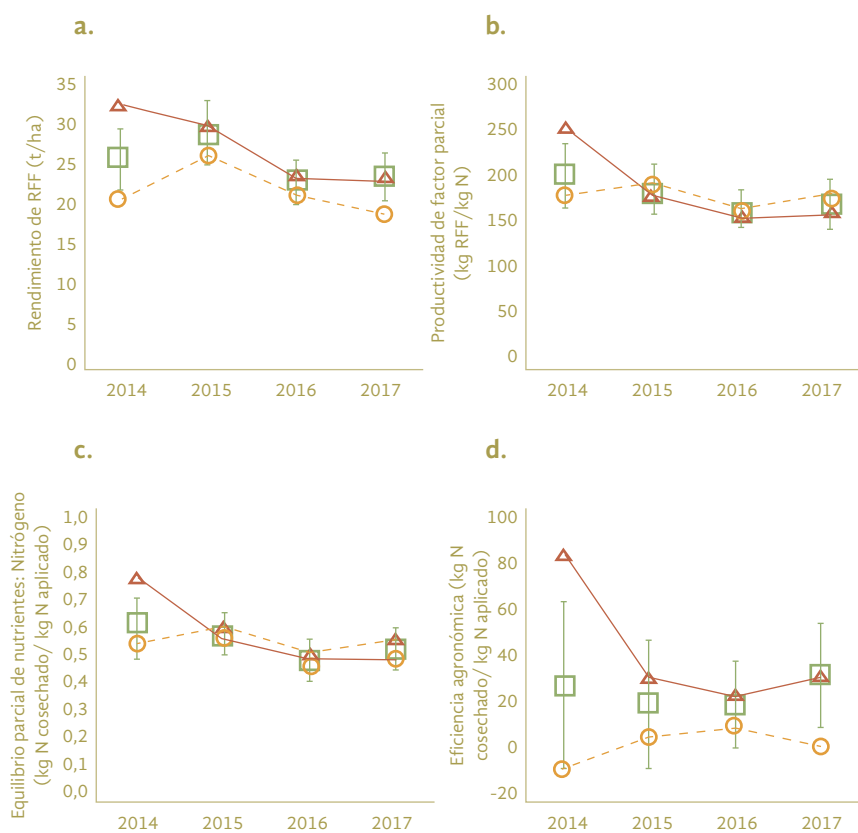 a.
Rendimiento de RFF (t/ha)
35
30
25
20
15
10
5
0
2014 2015 2016 2017
b.
Productividad de factor parcial
(kg RFF/kg N)
300
250
200
150
100
50
0
2014 2015 2016 2017
c.
Equilibrio parcial de nutrientes: Nitrógeno
(kg N cosechado/ kg N aplicado)
1,0
0,9
0,8
0,7
0,6
0,5
0,4
0,3
0,2
0,1
0,0
2014 2015 2016 2017
d.
Eficiencia agronómica (kg N
cosechado/ kg N aplicado)
100
80
60
40
20
0
-20
2014 2015 2016 2017